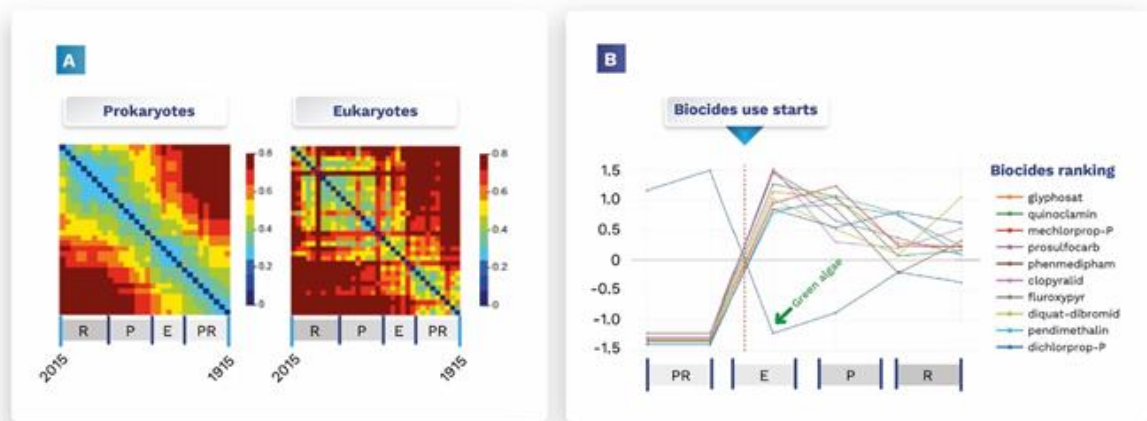 A
Prokaryotes
Eukaryotes
0.8
0.6
0.4
0.2
0
0.8
0.6
0.4
0.2
0
R P E PR
R P E PR
2015 1915
2015 1915
B
Biocides use starts
1.5
1.0
0.5
0
-0.5
-1.0
-1.5
Green algae
PR E P R
Biocides ranking
glyphosat
quinoclamin
mechlorprop-P
prosulfocarb
phenmedipham
clopyralid
fluroxypyr
diquat-dibromid
pendimethalin
dichlorprop-P